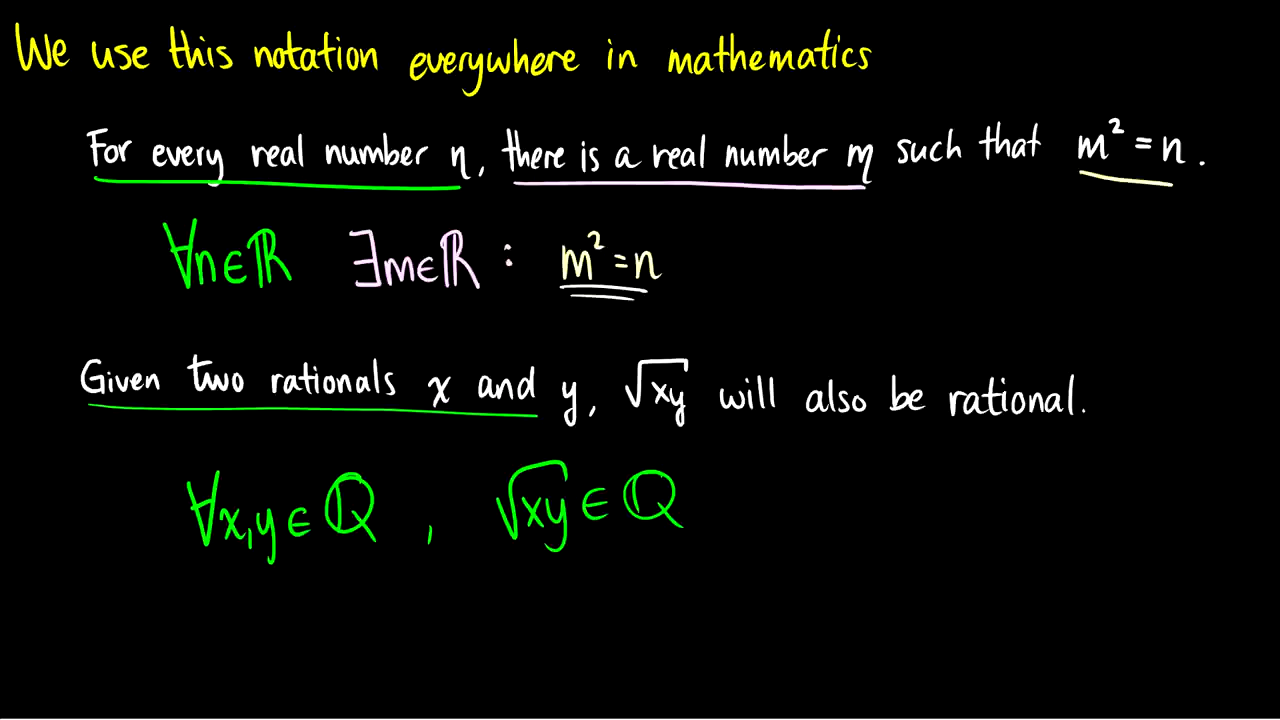 We use this notation everywhere in mathematics
For every real number n, there is a real number m such that m² = n.
∀n∈ℝ ∃m∈ℝ : m² = n
Given two rationals x and y, √xy will also be rational.
∀x,y ∈ ℚ , √xy ∈ ℚ